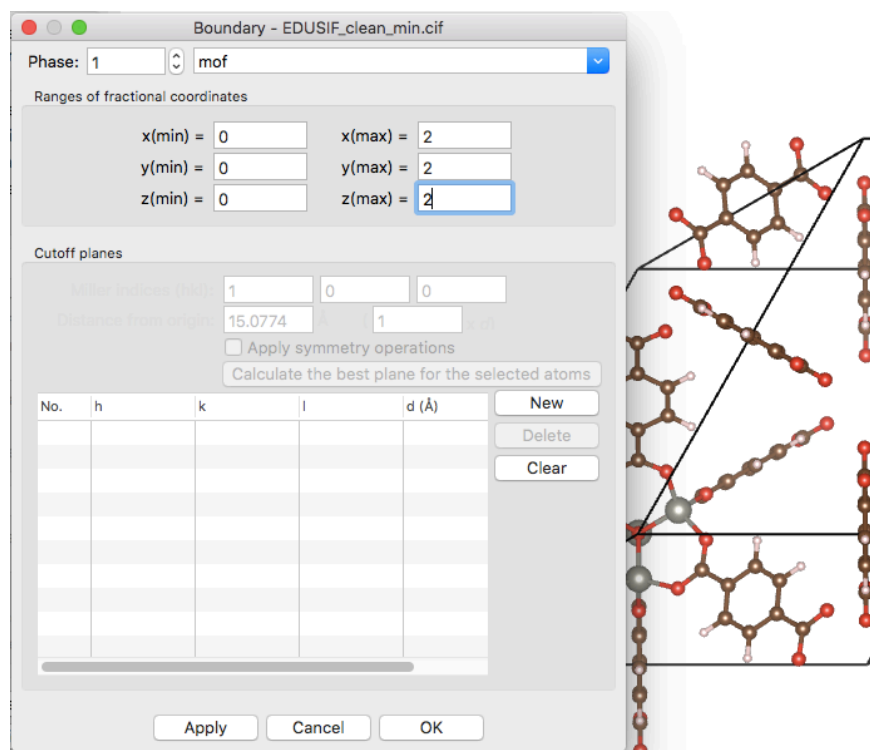 Boundary - EDUSIF_clean_min.cif
Phase: 1 mof
Ranges of fractional coordinates
x(min) = 0 x(max) = 2
y(min) = 0 y(max) = 2
z(min) = 0 z(max) = 2
Cutoff planes
Miller indices (hkl): 1 0 0
Distance from origin: 15.0774 Å ( 1 x d)
Apply symmetry operations
Calculate the best plane for the selected atoms
No. h k l d (Å) New
Delete
Clear
Apply Cancel OK